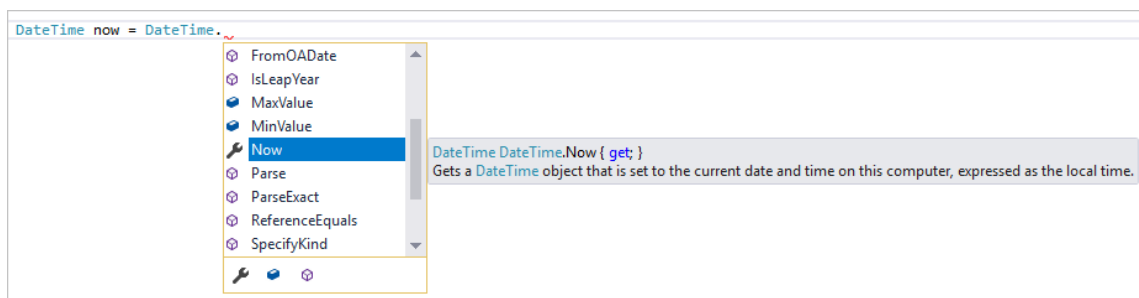 DateTime now = DateTime.
FromOADate
IsLeapYear
MaxValue
MinValue
Now
DateTime DateTime.Now { get; }
Gets a DateTime object that is set to the current date and time on this computer, expressed as the local time.
Parse
ParseExact
ReferenceEquals
SpecifyKind